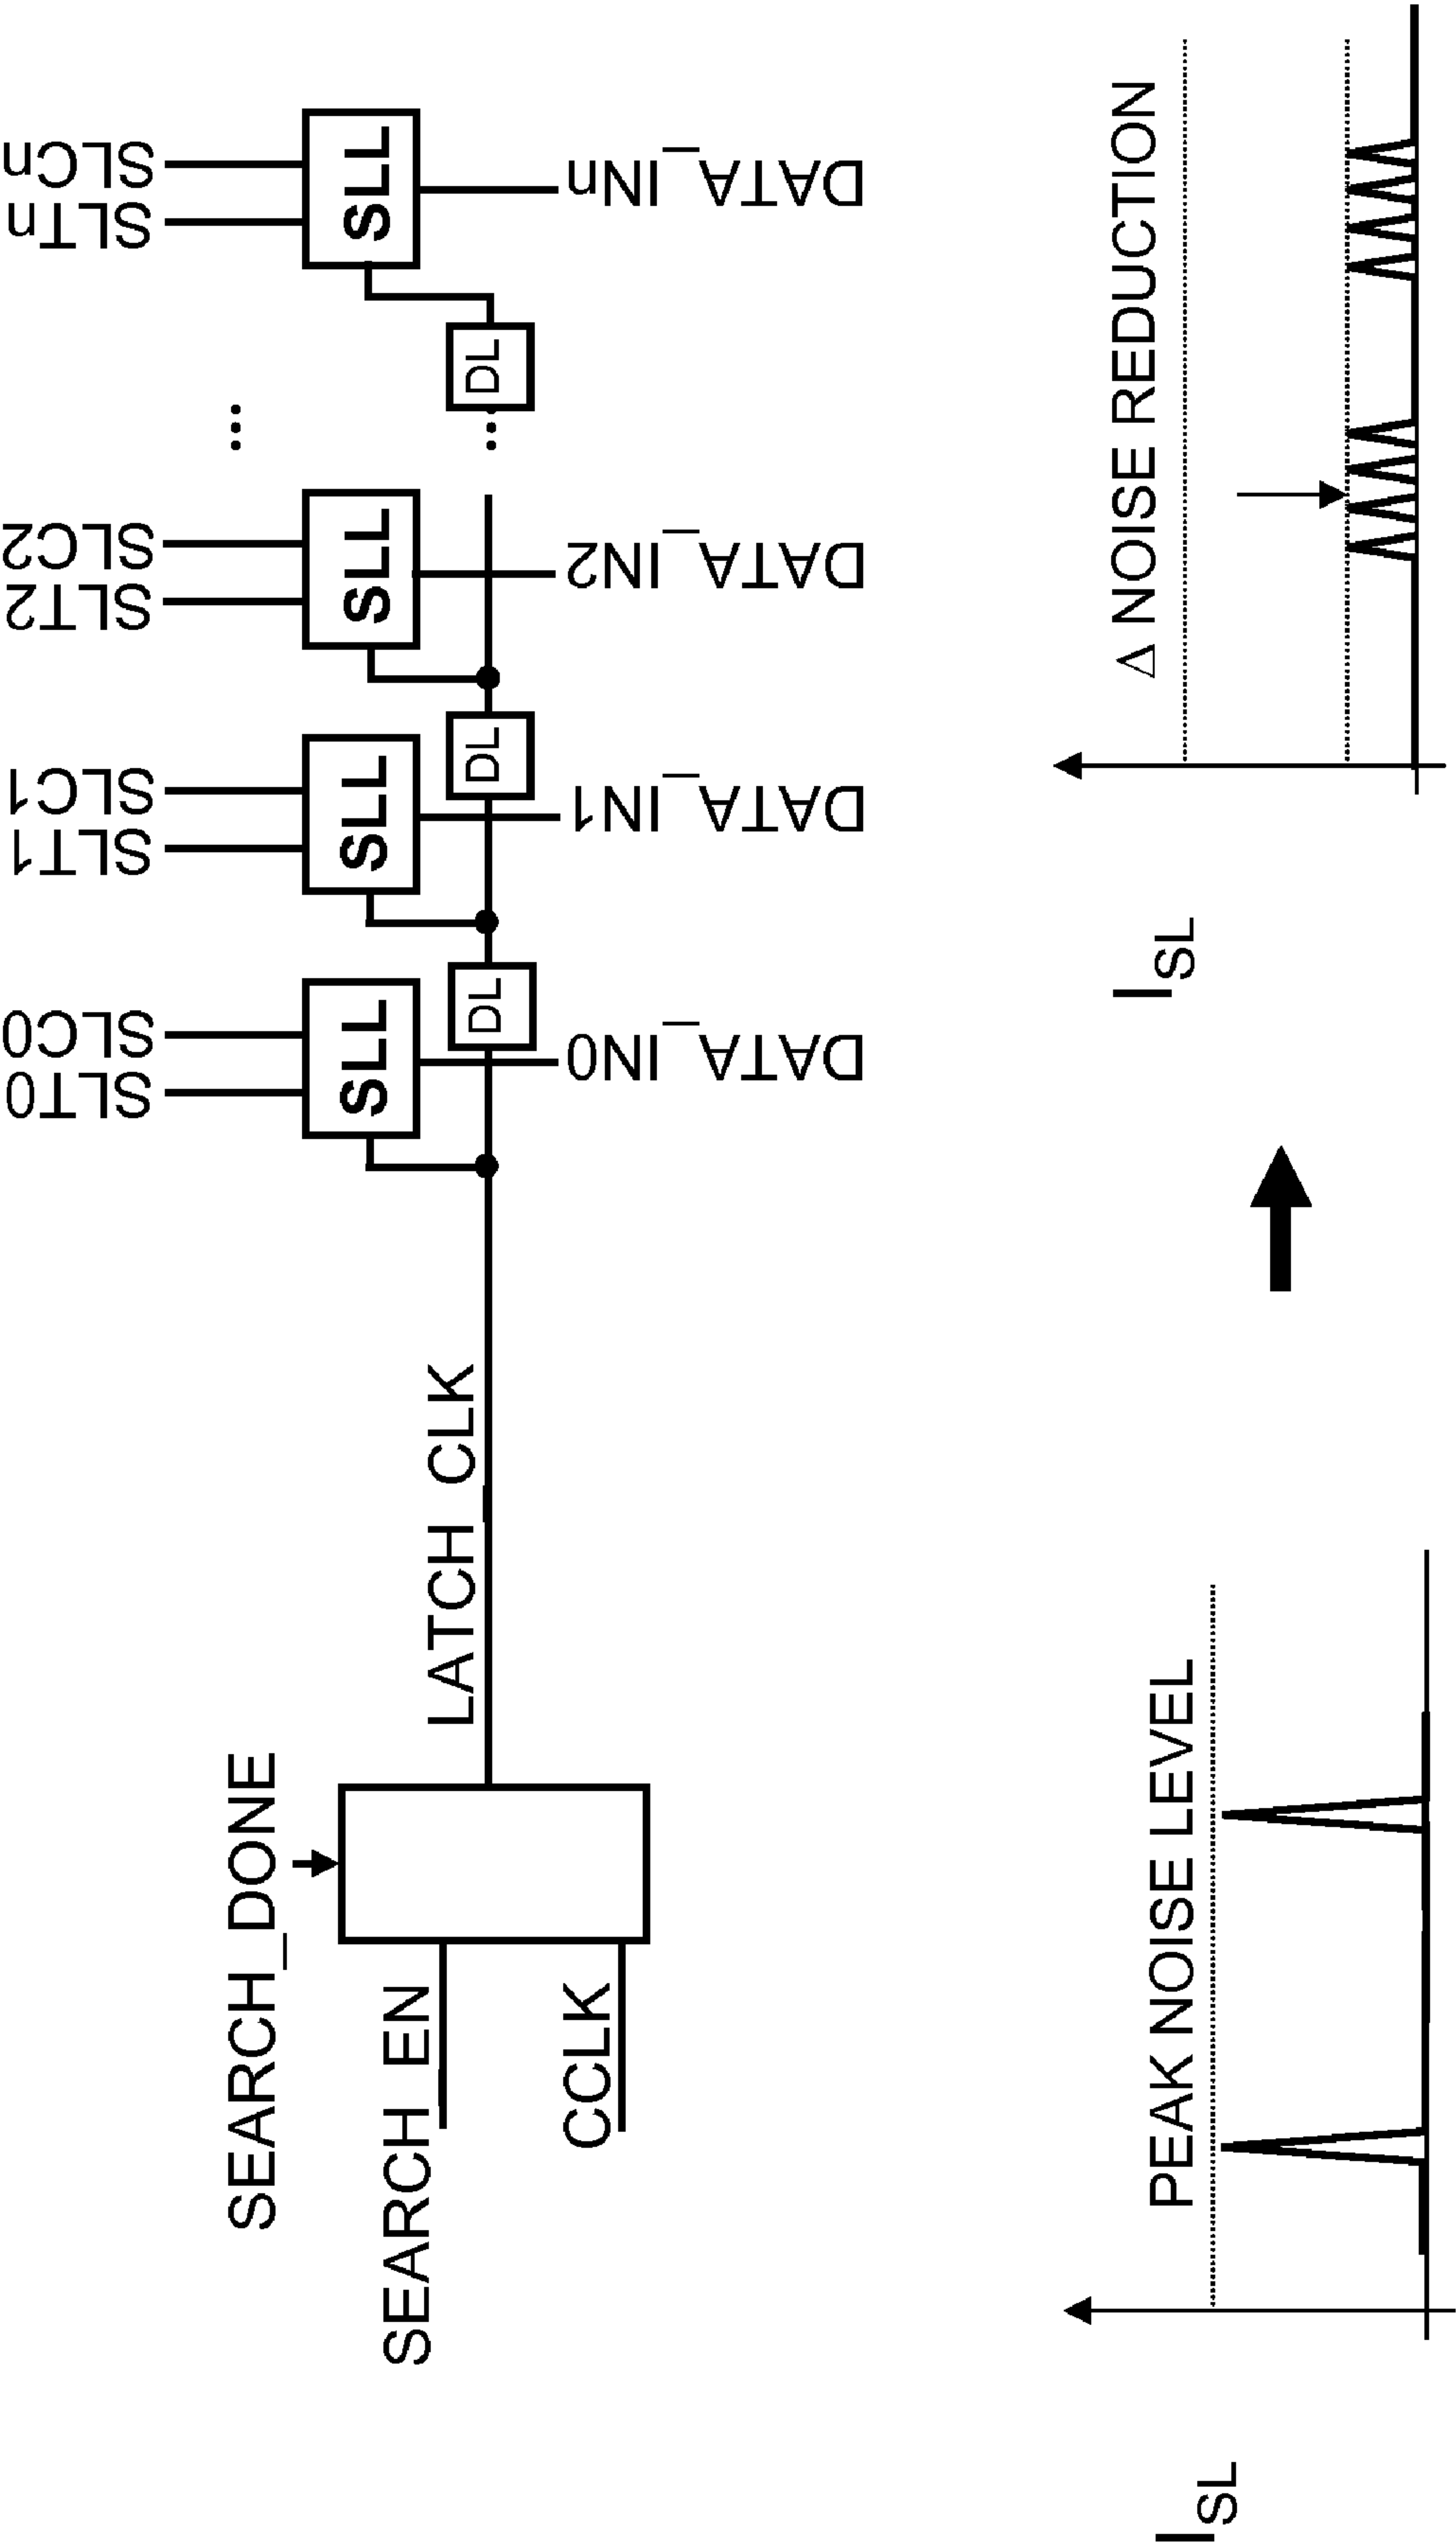 SLT0
SLC0
SLT1
SLC1
SLT2
SLC2
SLTn
SLCn
...
SLL
SLL
SLL
SLL
SEARCH_DONE
SEARCH_EN
CCLK
LATCH_CLK
DL
DL
...
DL
DATA_IN0
DATA_IN1
DATA_IN2
DATA_INn
ISL
PEAK NOISE LEVEL
ISL
Δ NOISE REDUCTION